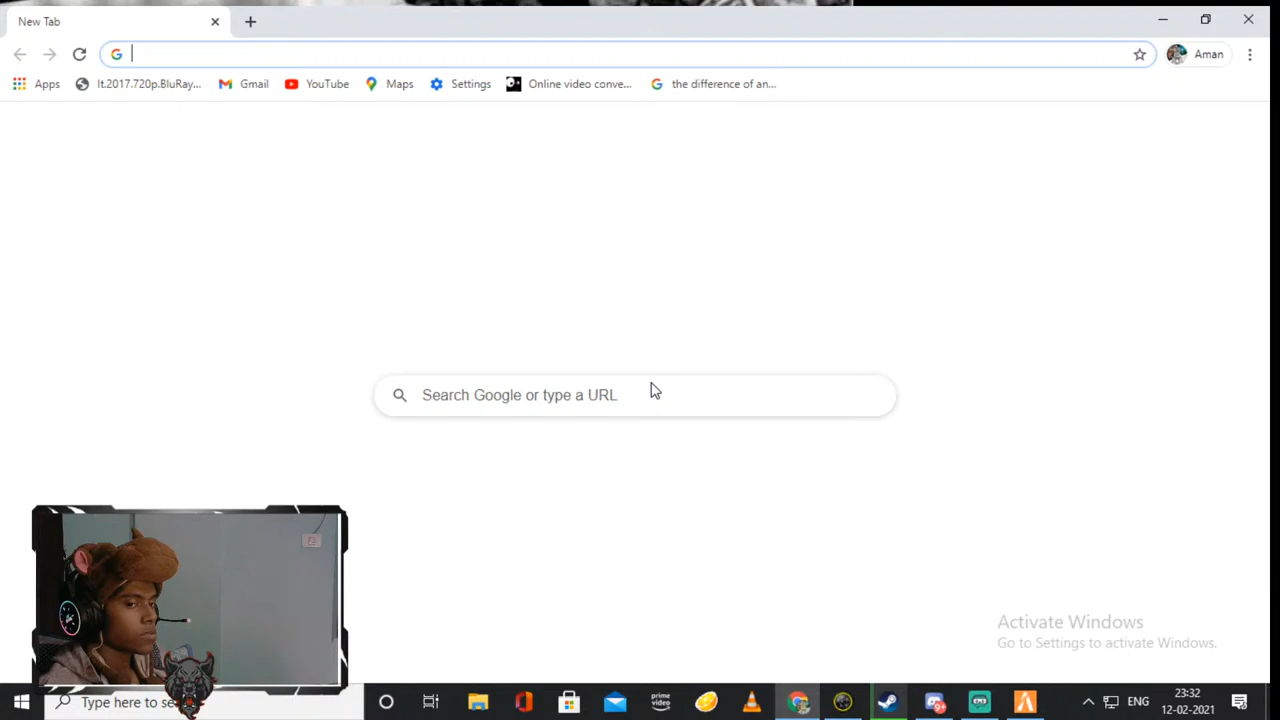 New Tab
Aman
Apps
It.2017.720p.BluRay...
Gmail
YouTube
Maps
Settings
Online video conve...
the difference of an...
Search Google or type a URL
Activate Windows
Go to Settings to activate Windows.
Type here to se
prime video
ENG
23:32
12-02-2021